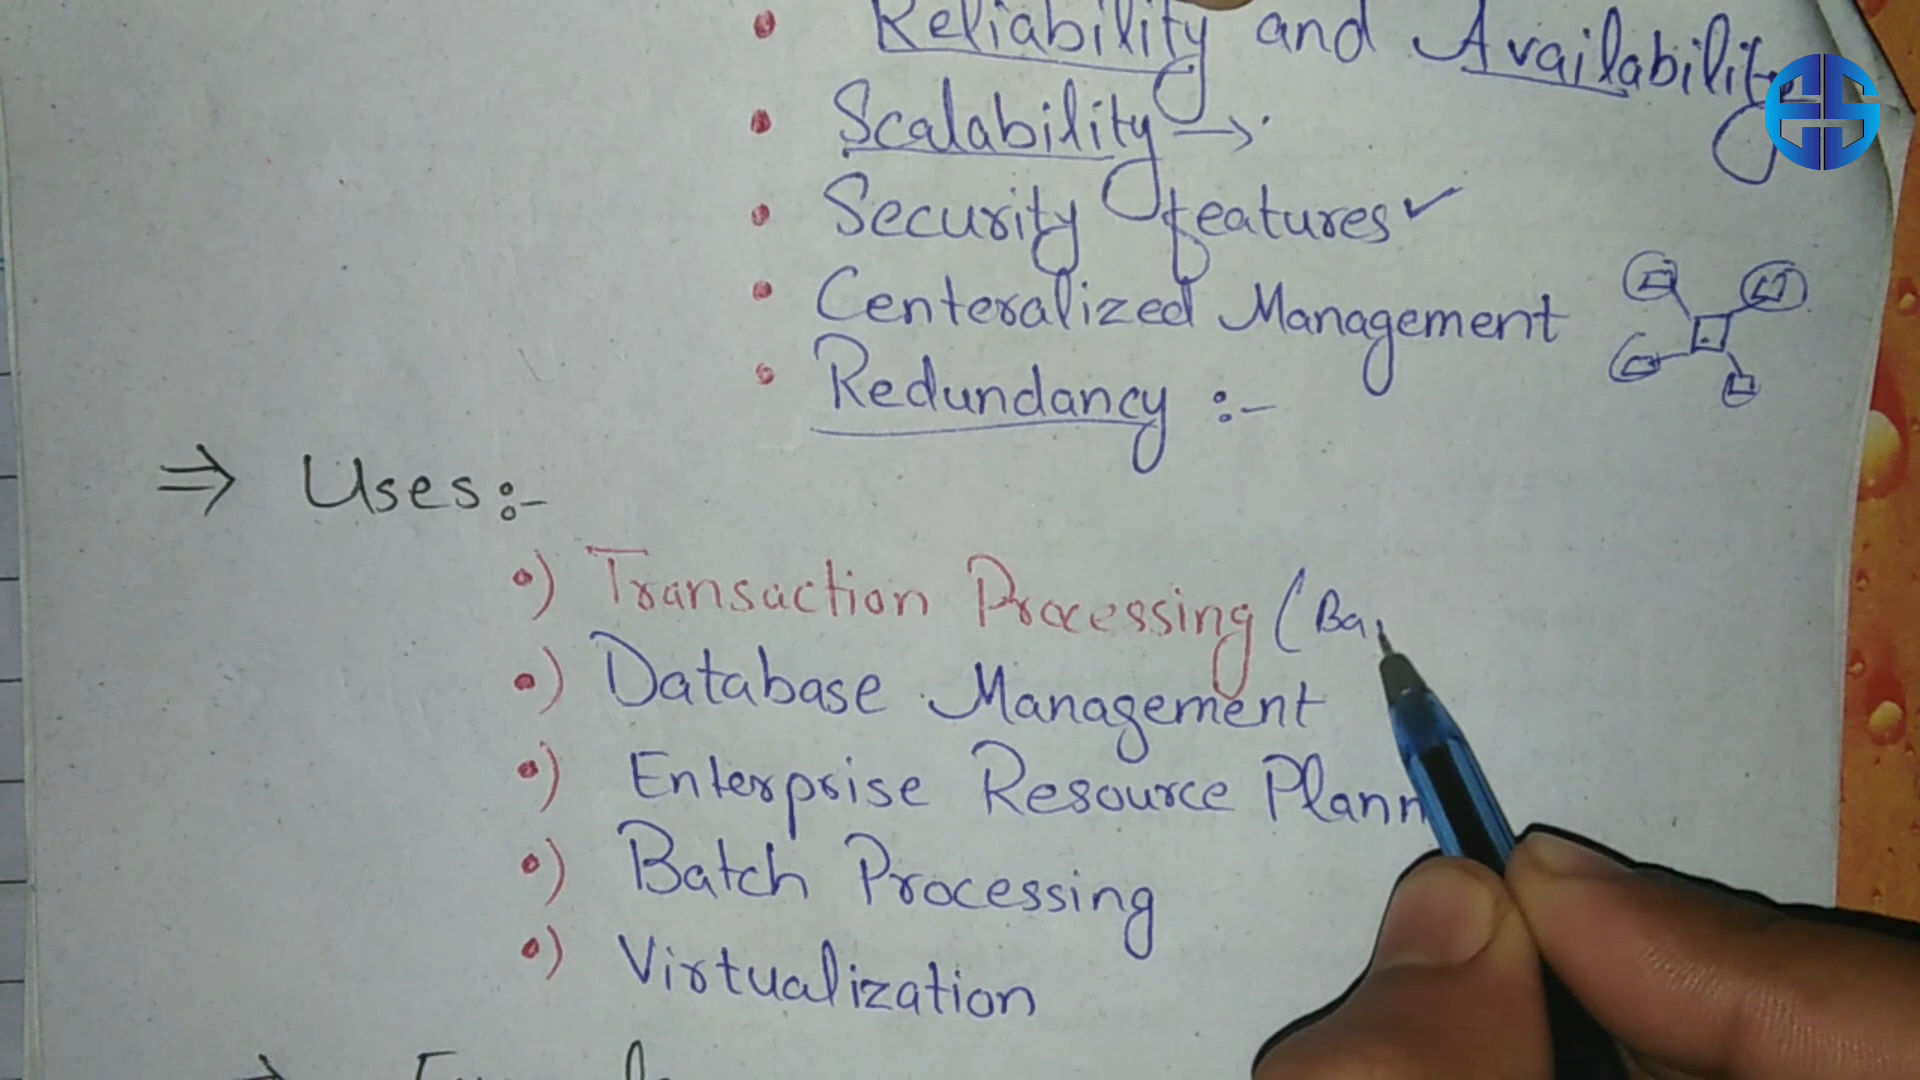 • Reliability and Availability
• Scalability →
• Security features ✓
• Centeralized Management
• Redundancy :-
⇒ Uses:-
•) Transaction Processing (Ba
•) Database Management
•) Enterprise Resource Plann
•) Batch Processing
•) Virtualization